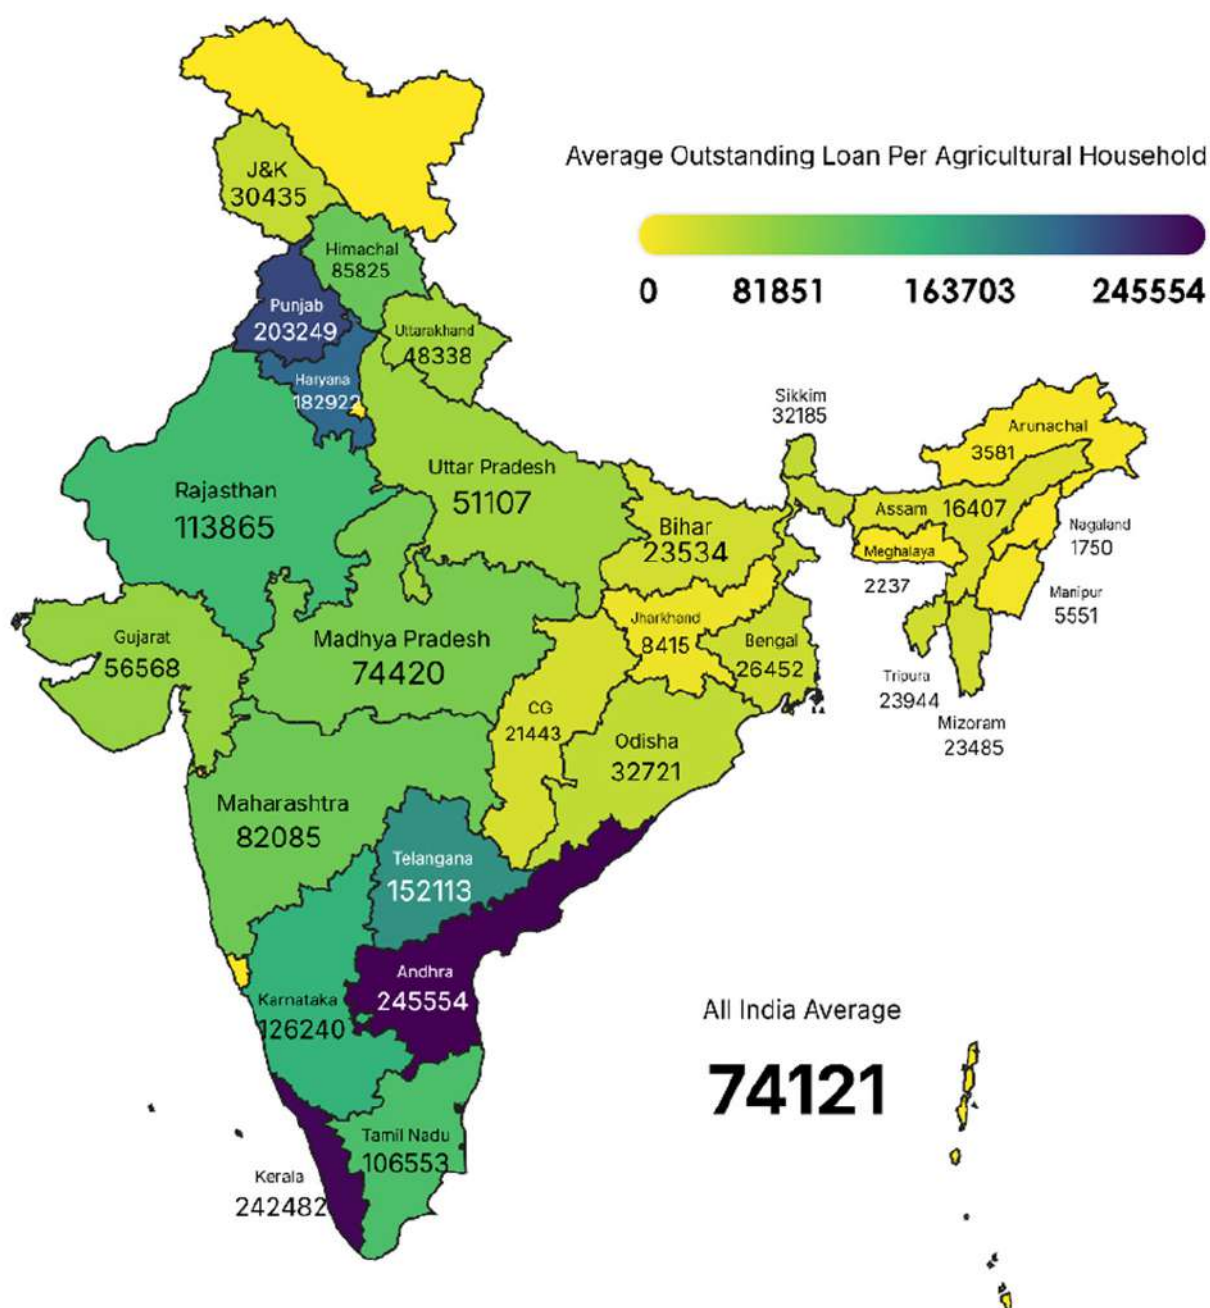 Average Outstanding Loan Per Agricultural Household
0 81851 163703 245554
J&K
30435
Himachal
85825
Punjab
203249
Uttarakhand
48338
Haryana
182922
Sikkim
32185
Arunachal
3581
Rajasthan
113865
Uttar Pradesh
51107
Bihar
23534
Assam 16407
Nagaland
1750
Meghalaya
2237
Manipur
5551
Gujarat
56568
Madhya Pradesh
74420
Jharkhand
8415
Bengal
26452
Tripura
23944
Mizoram
23485
CG
21443
Odisha
32721
Maharashtra
82085
Telangana
152113
Andhra
245554
Karnataka
126240
All India Average
74121
Tamil Nadu
106553
Kerala
242482